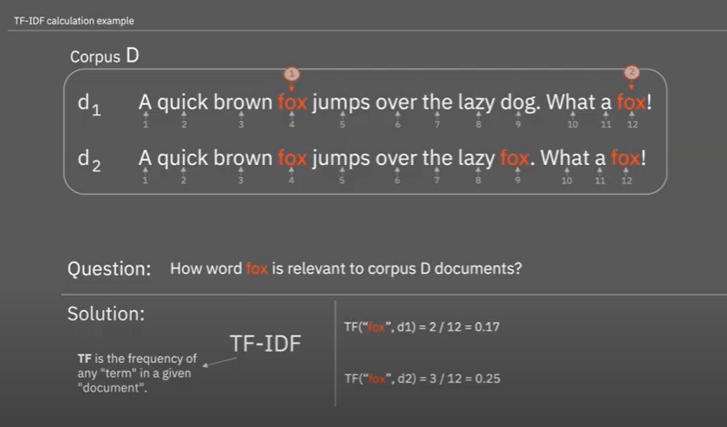 TF-IDF calculation example
Corpus D
1 2
d1 A quick brown fox jumps over the lazy dog. What a fox!
1 2 3 4 5 6 7 8 9 10 11 12
d2 A quick brown fox jumps over the lazy fox. What a fox!
1 2 3 4 5 6 7 8 9 10 11 12
Question: How word fox is relevant to corpus D documents?
Solution:
TF-IDF
TF is the frequency of
any "term" in a given
"document".
TF("fox", d1) = 2 / 12 = 0.17
TF("fox", d2) = 3 / 12 = 0.25